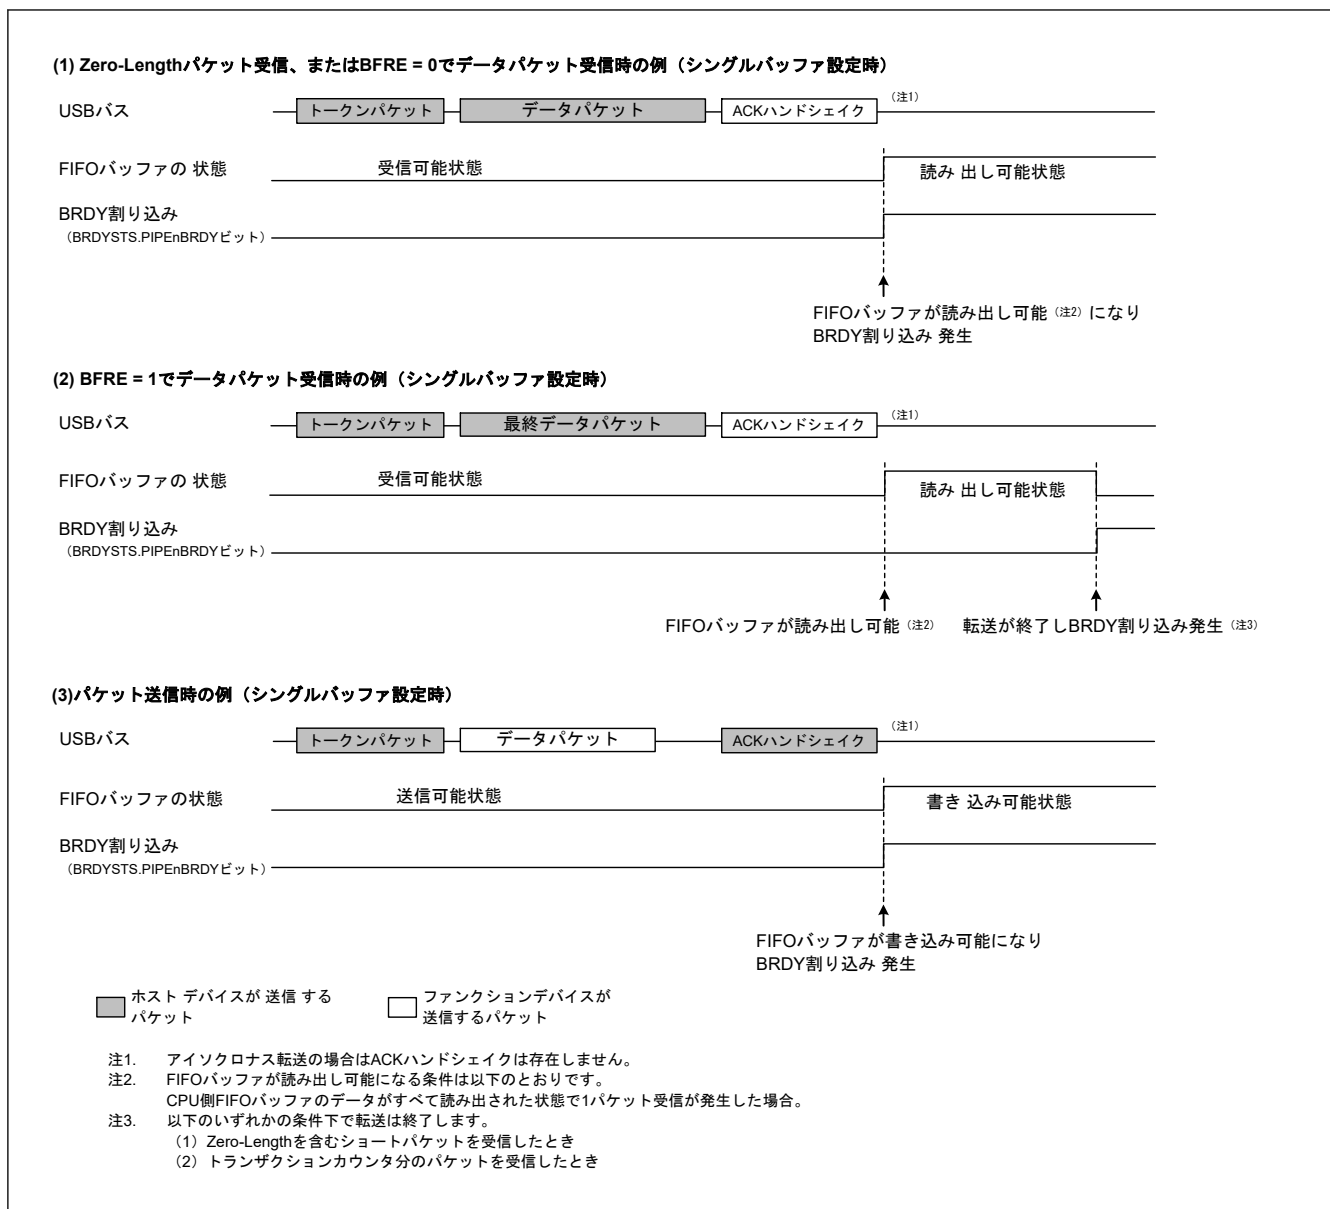 (1) Zero-Lengthパケット受信、またはBFRE = 0でデータパケット受信時の例（シングルバッファ設定時）
USBバス
トークンパケット
データパケット
ACKハンドシェイク
（注1）
FIFOバッファの 状態
受信可能状態
読み 出し可能状態
BRDY割り込み
（BRDYSTS.PIPEnBRDYビット）
FIFOバッファが読み出し可能（注2）になり
BRDY割り込み 発生
(2) BFRE = 1でデータパケット受信時の例（シングルバッファ設定時）
USBバス
トークンパケット
最終データパケット
ACKハンドシェイク
（注1）
FIFOバッファの 状態
受信可能状態
読み 出し可能状態
BRDY割り込み
（BRDYSTS.PIPEnBRDYビット）
FIFOバッファが読み出し可能（注2）
転送が終了しBRDY割り込み発生（注3）
(3)パケット送信時の例（シングルバッファ設定時）
USBバス
トークンパケット
データパケット
ACKハンドシェイク
（注1）
FIFOバッファの状態
送信可能状態
書き 込み可能状態
BRDY割り込み
（BRDYSTS.PIPEnBRDYビット）
FIFOバッファが書き込み可能になり
BRDY割り込み 発生
ホスト デバイスが 送信 する
パケット
ファンクションデバイスが
送信するパケット
注1. アイソクロナス転送の場合はACKハンドシェイクは存在しません。
注2. FIFOバッファが読み出し可能になる条件は以下のとおりです。
CPU側FIFOバッファのデータがすべて読み出された状態で1パケット受信が発生した場合。
注3. 以下のいずれかの条件下で転送は終了します。
（1）Zero-Lengthを含むショートパケットを受信したとき
（2）トランザクションカウンタ分のパケットを受信したとき